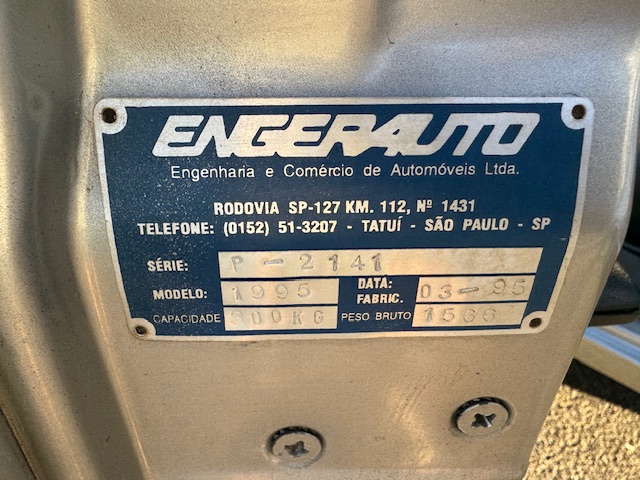 ENGERAUTO
Engenharia e Comércio de Automóveis Ltda.
RODOVIA SP-127 KM. 112, Nº 1431
TELEFONE: (0152) 51-3207 - TATUÍ - SÃO PAULO - SP
SÉRIE: P-2141
MODELO: 1995 DATA: FABRIC. 03-95
CAPACIDADE PESO BRUTO 1566